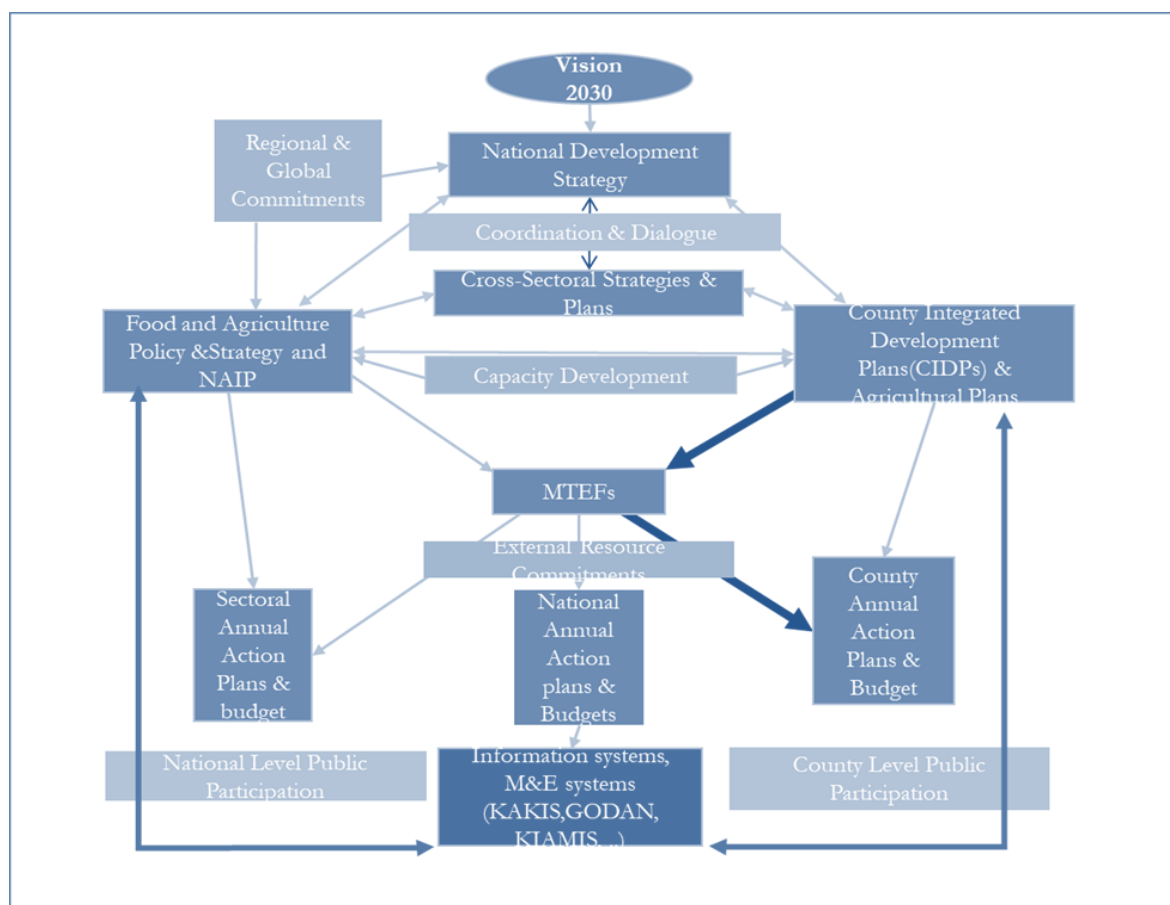 Vision
2030
Regional &
Global
Commitments
National Development
Strategy
Coordination & Dialogue
Cross-Sectoral Strategies &
Plans
Food and Agriculture
Policy &Strategy and
NAIP
County Integrated
Development
Plans(CIDPs) &
Agricultural Plans
Capacity Development
MTEFs
External Resource
Commitments
Sectoral
Annual
Action
Plans &
budget
National
Annual
Action
plans &
Budgets
County
Annual
Action
Plans &
Budget
National Level Public
Participation
Information systems,
M&E systems
(KAKIS,GODAN,
KIAMIS...)
County Level Public
Participation